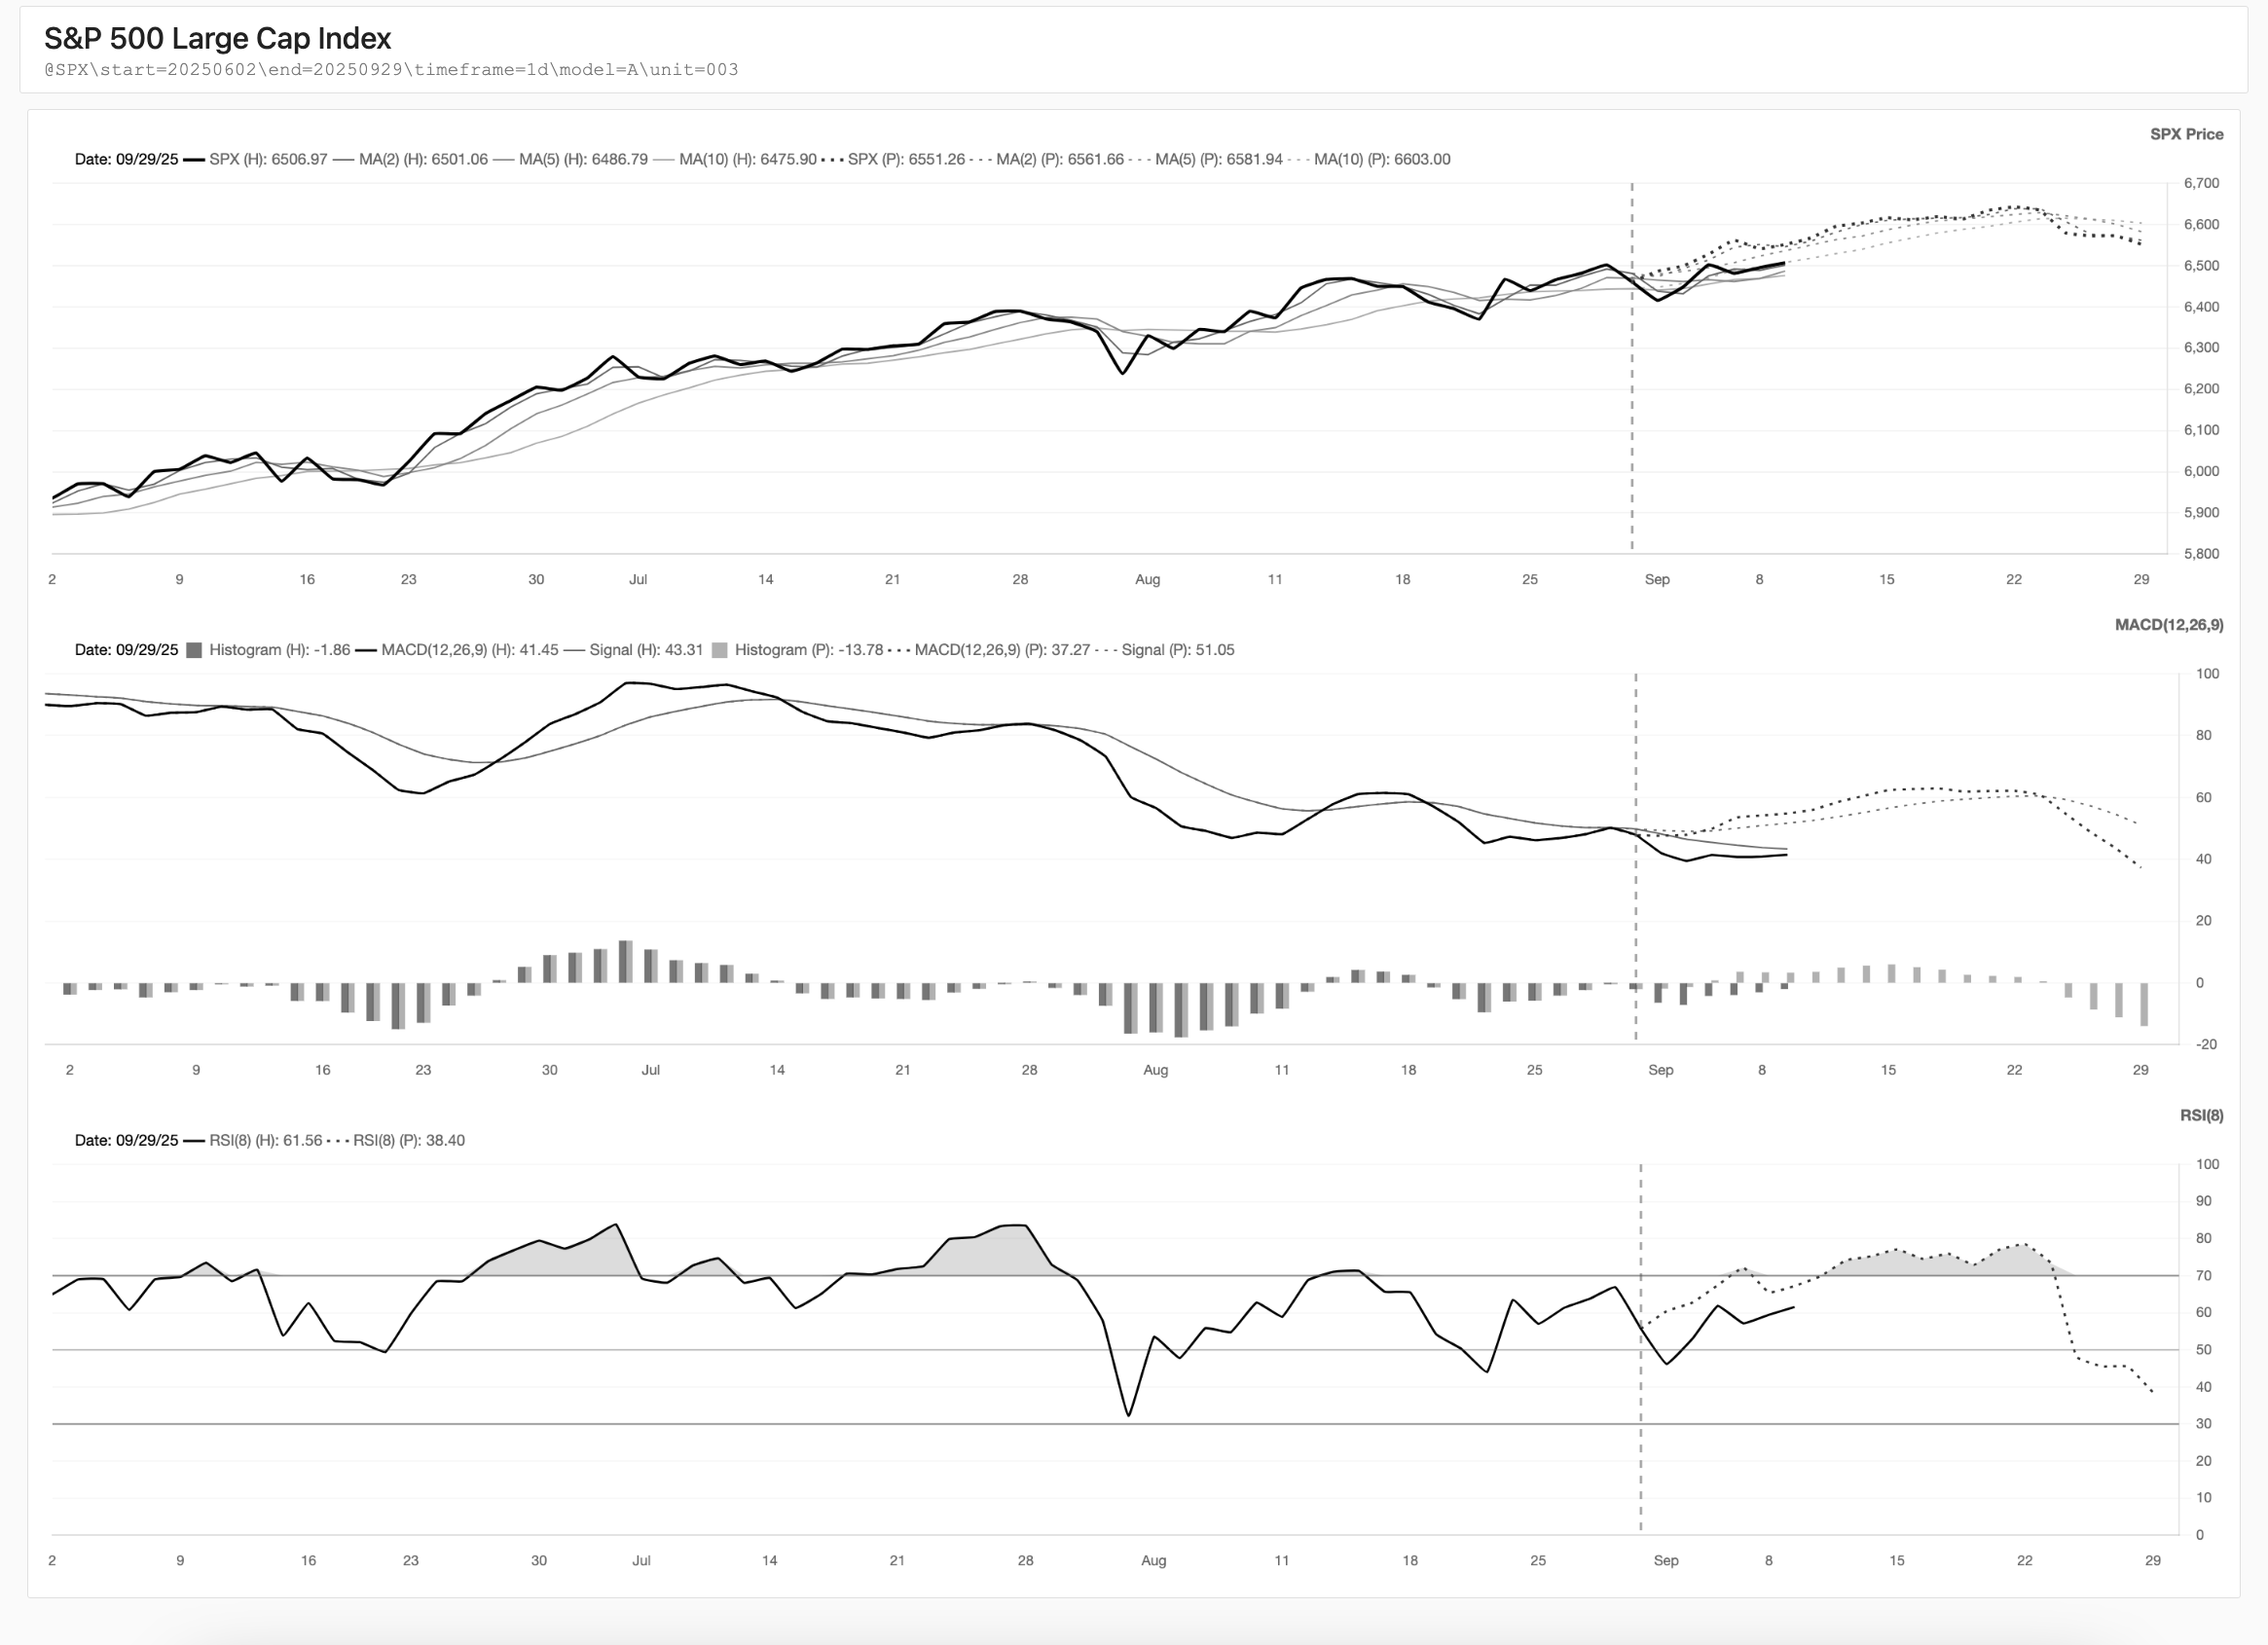 S&P 500 Large Cap Index
@SPX\start=20250602\end=20250929\timeframe=1d\model=A\unit=003
SPX Price
Date: 09/29/25 SPX (H): 6506.97 MA(2) (H): 6501.06 MA(5) (H): 6486.79 MA(10) (H): 6475.90 SPX (P): 6551.26 MA(2) (P): 6561.66 MA(5) (P): 6581.94 MA(10) (P): 6603.00
6,700
6,600
6,500
6,400
6,300
6,200
6,100
6,000
5,900
5,800
2 9 16 23 30 Jul 14 21 28 Aug 11 18 25 Sep 8 15 22 29
MACD(12,26,9)
Date: 09/29/25 Histogram (H): -1.86 MACD(12,26,9) (H): 41.45 Signal (H): 43.31 Histogram (P): -13.78 MACD(12,26,9) (P): 37.27 Signal (P): 51.05
100
80
60
40
20
0
-20
2 9 16 23 30 Jul 14 21 28 Aug 11 18 25 Sep 8 15 22 29
RSI(8)
Date: 09/29/25 RSI(8) (H): 61.56 RSI(8) (P): 38.40
100
90
80
70
60
50
40
30
20
10
0
2 9 16 23 30 Jul 14 21 28 Aug 11 18 25 Sep 8 15 22 29